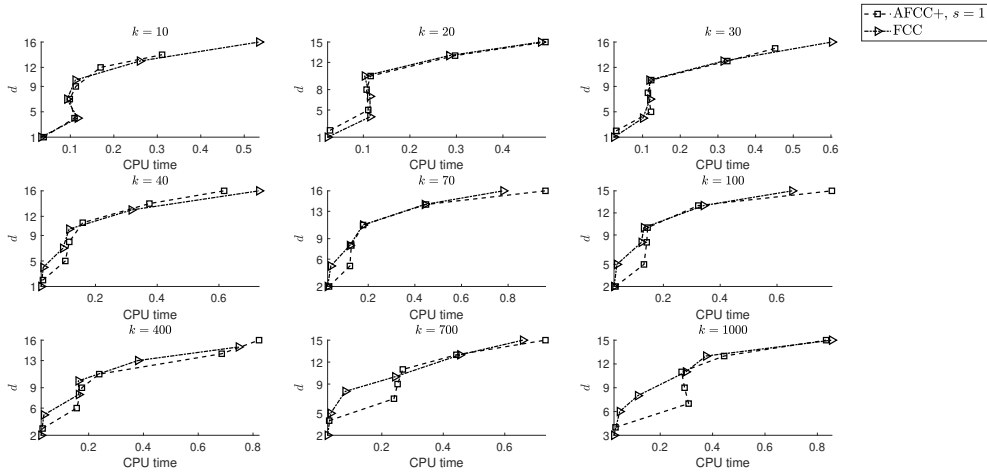 AFCC+, s = 1
FCC
k = 10
k = 20
k = 30
16
12
9
5
1
d
0.1
0.2
0.3
0.4
0.5
CPU time
15
12
8
5
1
d
0.1
0.2
0.3
0.4
0.5
CPU time
16
12
9
5
1
d
0.1
0.2
0.3
0.4
0.5
0.6
CPU time
k = 40
k = 70
k = 100
16
12
9
5
1
d
0.2
0.4
0.6
CPU time
16
13
9
6
2
d
0.2
0.4
0.6
0.8
CPU time
15
12
9
5
2
d
0.2
0.4
0.6
CPU time
k = 400
k = 700
k = 1000
16
13
9
6
2
d
0.2
0.4
0.6
0.8
CPU time
15
12
9
5
2
d
0.2
0.4
0.6
CPU time
15
12
9
6
3
d
0.2
0.4
0.6
0.8
CPU time